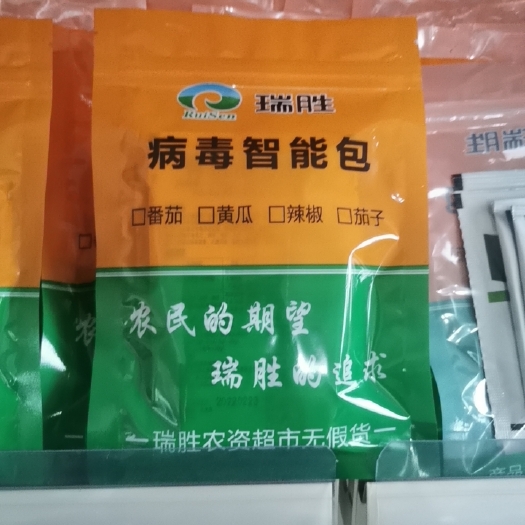 RuiSen
瑞胜
病毒智能包
□番茄 □黄瓜 □辣椒 □茄子
农民的期望
瑞胜的追求
瑞胜农资超市无假货